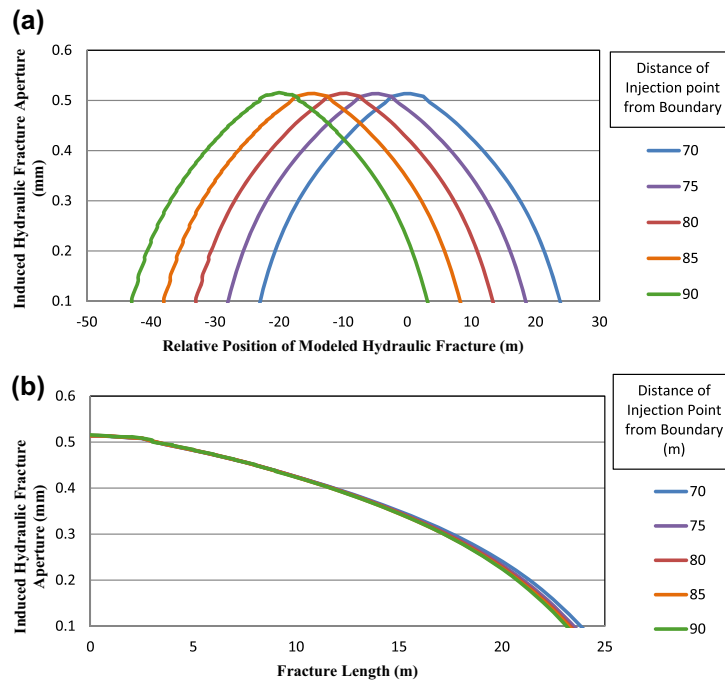 (a)
Induced Hydraulic Fracture Aperture
(mm)
0.6
0.5
0.4
0.3
0.2
0.1
-50 -40 -30 -20 -10 0 10 20 30
Relative Position of Modeled Hydraulic Fracture (m)
Distance of
Injection point
from Boundary
70
75
80
85
90
(b)
Induced Hydraulic Fracture
Aperture (mm)
0.6
0.5
0.4
0.3
0.2
0.1
0 5 10 15 20 25
Fracture Length (m)
Distance of
Injection Point
from Boundary
(m)
70
75
80
85
90